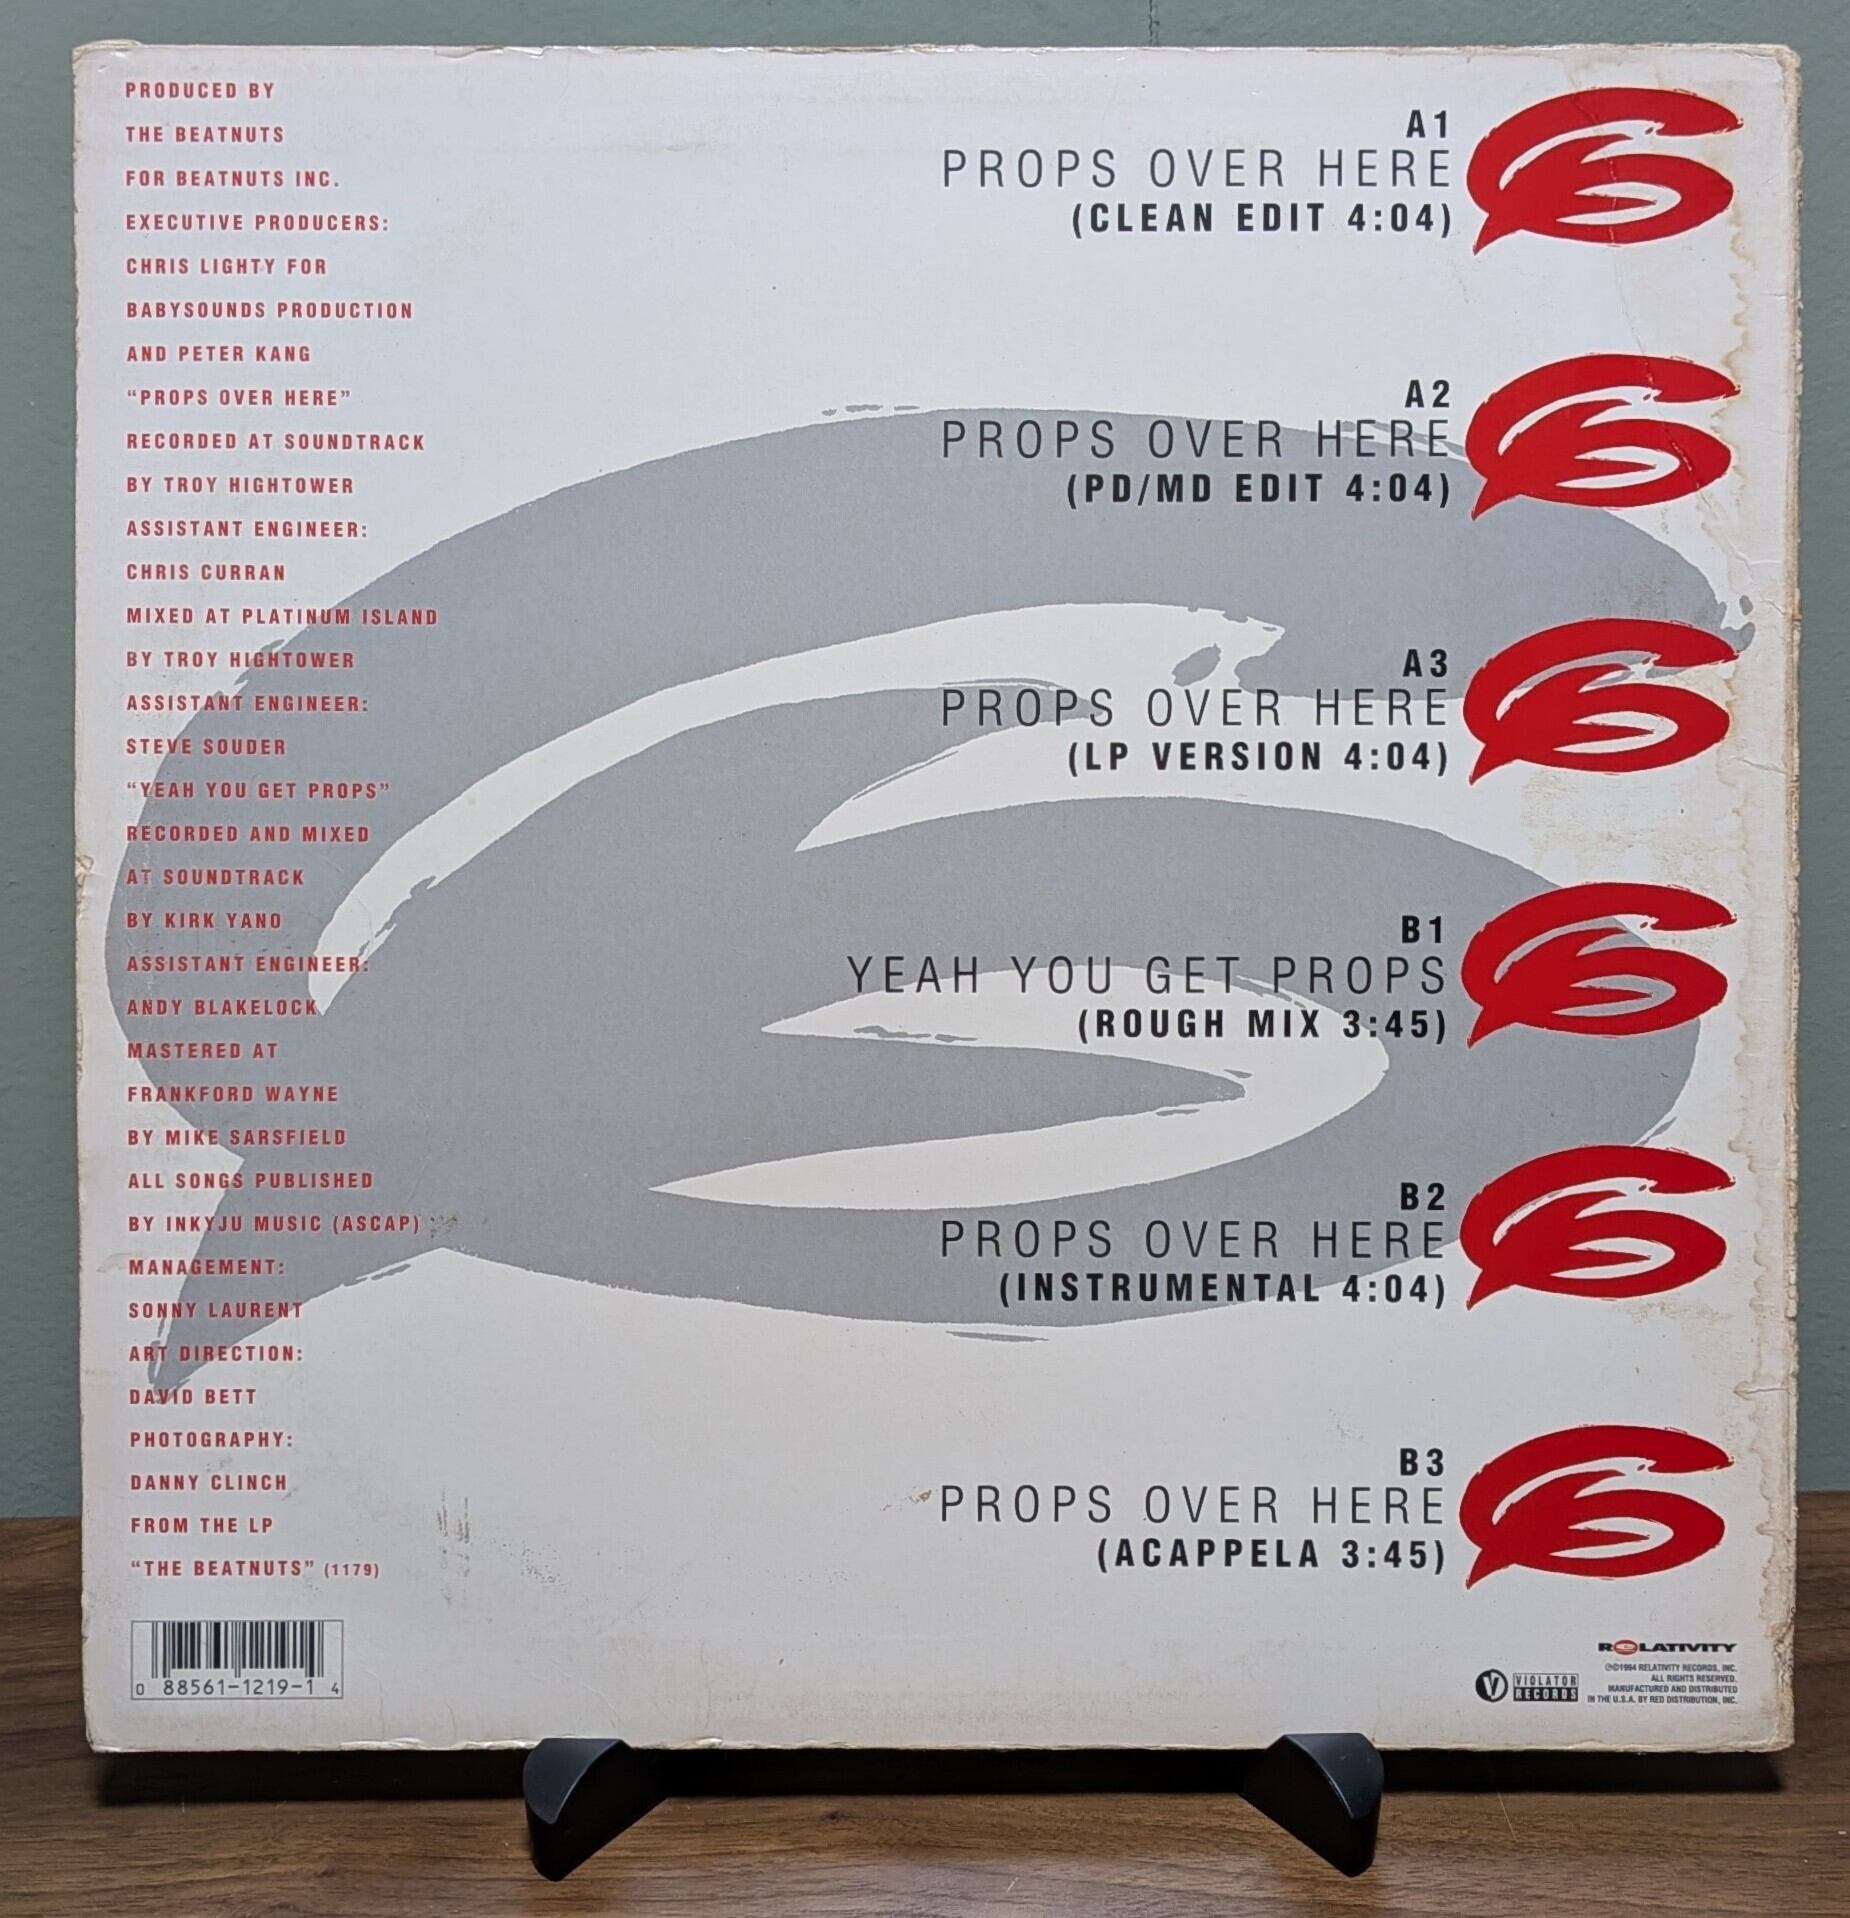 PRODUCED BY
THE BEATNUTS
FOR BEATNUTS INC.
EXECUTIVE PRODUCERS:
CHRIS LIGHTY FOR
BABYSOUNDS PRODUCTION
AND PETER KANG
“PROPS OVER HERE”
RECORDED AT SOUNDTRACK
BY TROY HIGHTOWER
ASSISTANT ENGINEER:
CHRIS CURRAN
MIXED AT PLATINUM ISLAND
BY TROY HIGHTOWER
ASSISTANT ENGINEER:
STEVE SOUDER
“YEAH YOU GET PROPS”
RECORDED AND MIXED
AT SOUNDTRACK
BY KIRK YANO
ASSISTANT ENGINEER:
ANDY BLAKELOCK
MASTERED AT
FRANKFORD WAYNE
BY MIKE SARSFIELD
ALL SONGS PUBLISHED
BY INKYJU MUSIC (ASCAP)
MANAGEMENT:
SONNY LAURENT
ART DIRECTION:
DAVID BETT
PHOTOGRAPHY:
DANNY CLINCH
FROM THE LP
“THE BEATNUTS” (1179)
0 88561-1219-1 4
A1
PROPS OVER HERE
(CLEAN EDIT 4:04)
A2
PROPS OVER HERE
(PD/MD EDIT 4:04)
A3
PROPS OVER HERE
(LP VERSION 4:04)
B1
YEAH YOU GET PROPS
(ROUGH MIX 3:45)
B2
PROPS OVER HERE
(INSTRUMENTAL 4:04)
B3
PROPS OVER HERE
(ACAPPELA 3:45)
V VIOLATOR
RECORDS
RELATIVITY
℗©1994 RELATIVITY RECORDS, INC.
ALL RIGHTS RESERVED.
MANUFACTURED AND DISTRIBUTED
IN THE U.S.A. BY RED DISTRIBUTION, INC.